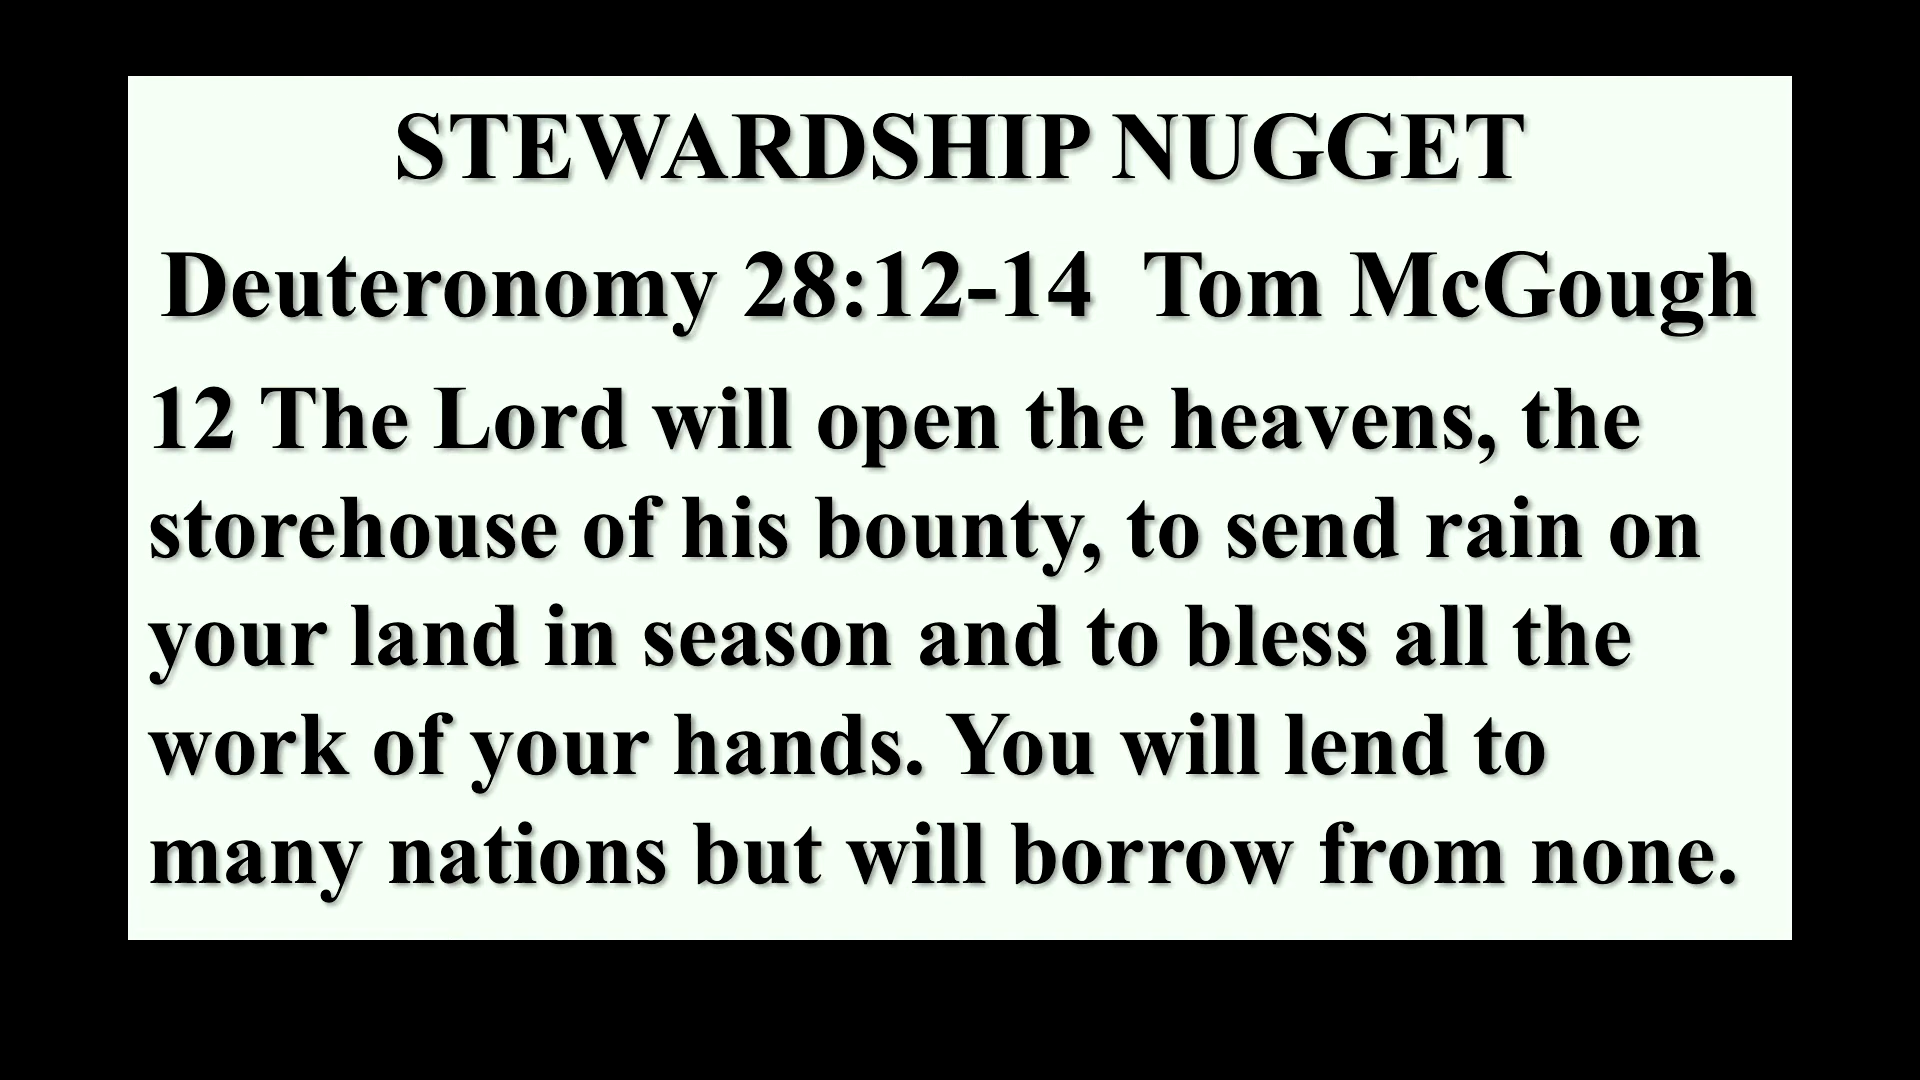 STEWARDSHIP NUGGET
Deuteronomy 28:12-14  Tom McGough
12 The Lord will open the heavens, the
storehouse of his bounty, to send rain on
your land in season and to bless all the
work of your hands. You will lend to
many nations but will borrow from none.